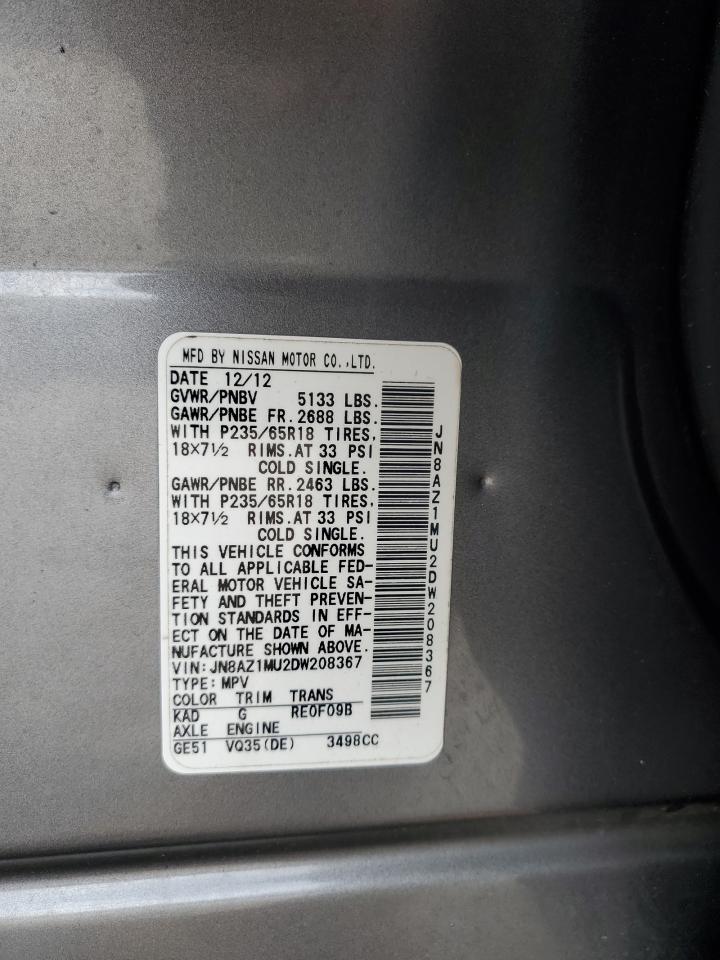 MFD BY NISSAN MOTOR CO.,LTD.
DATE 12/12
GVWR/PNBV 5133 LBS.
GAWR/PNBE FR.2688 LBS.
WITH P235/65R18 TIRES,
18×7½ RIMS.AT 33 PSI
COLD SINGLE.
GAWR/PNBE RR.2463 LBS.
WITH P235/65R18 TIRES,
18×7½ RIMS.AT 33 PSI
COLD SINGLE.
THIS VEHICLE CONFORMS
TO ALL APPLICABLE FED-
ERAL MOTOR VEHICLE SA-
FETY AND THEFT PREVEN-
TION STANDARDS IN EFF-
ECT ON THE DATE OF MA-
NUFACTURE SHOWN ABOVE.
VIN:JN8AZ1MU2DW208367
TYPE:MPV
COLOR TRIM TRANS
KAD G RE0F09B
AXLE ENGINE
GE51 VQ35(DE) 3498CC
JN8AZ1MU2DW208367